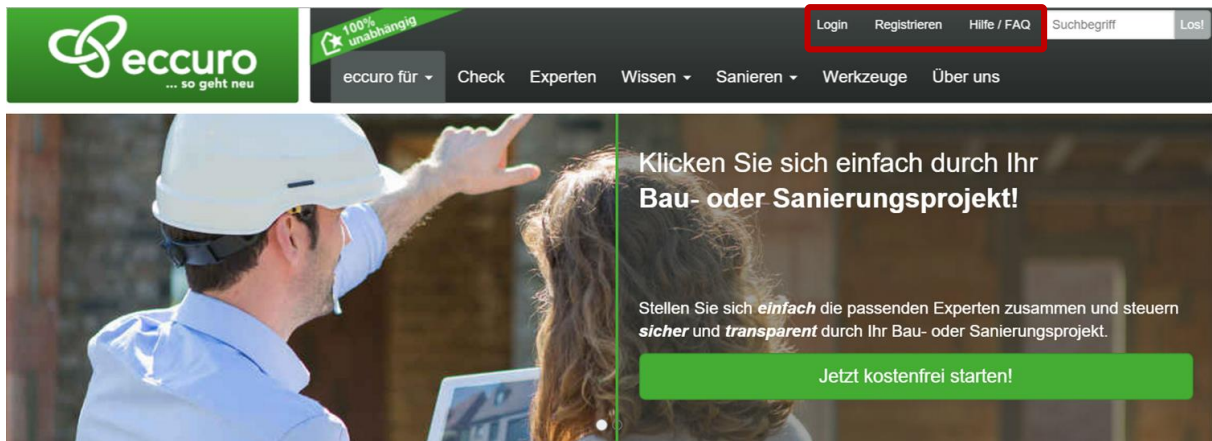 eccuro
... so geht neu
100%
unabhängig
Login Registrieren Hilfe / FAQ Suchbegriff Los!
eccuro für Check Experten Wissen Sanieren Werkzeuge Über uns
Klicken Sie sich einfach durch Ihr
Bau- oder Sanierungsprojekt!
Stellen Sie sich einfach die passenden Experten zusammen und steuern
sicher und transparent durch Ihr Bau- oder Sanierungsprojekt.
Jetzt kostenfrei starten!